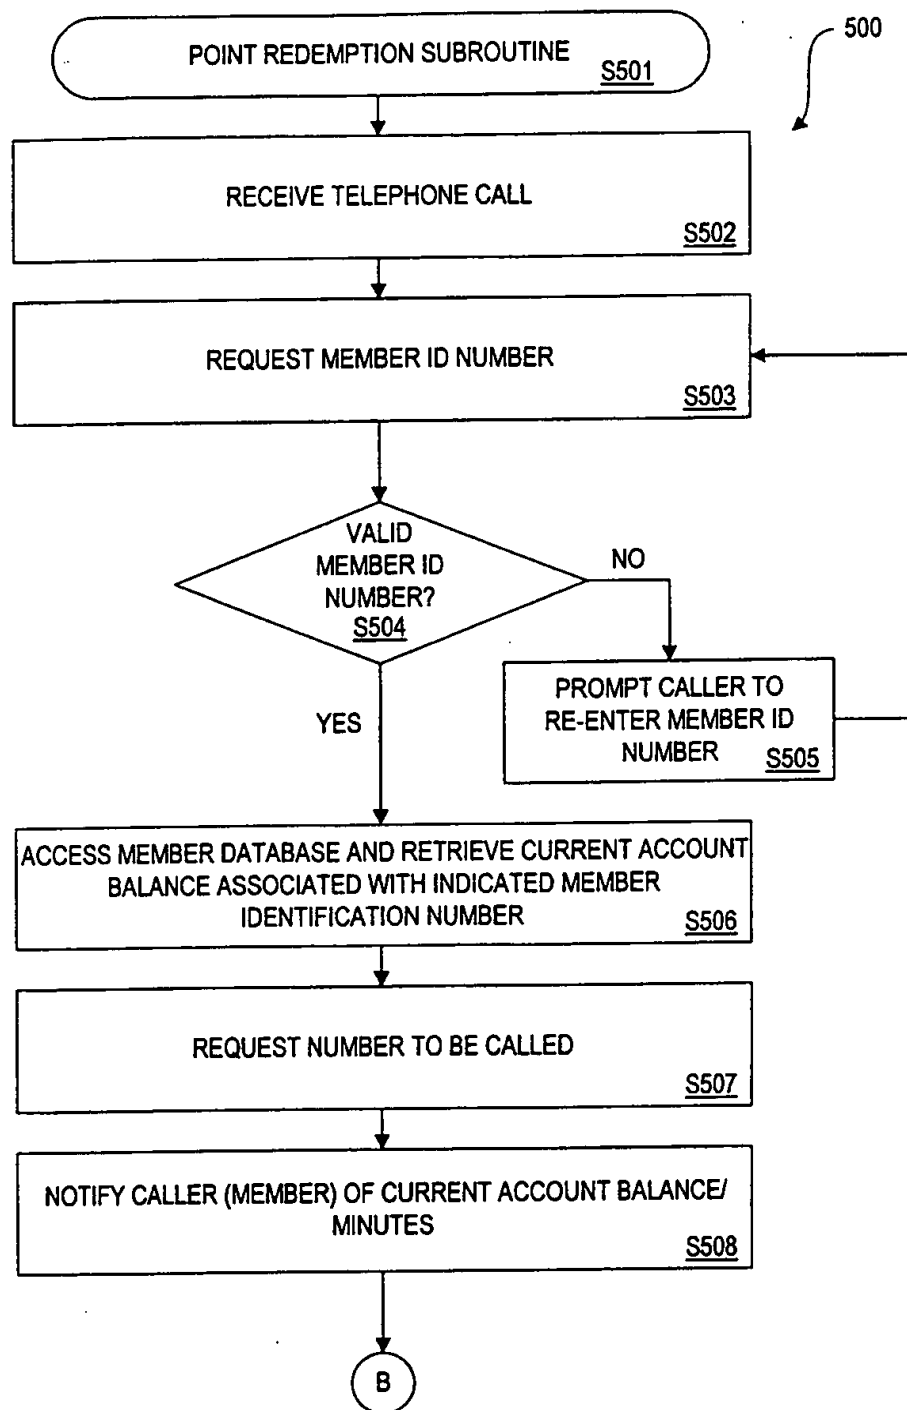 500
POINT REDEMPTION SUBROUTINE
S501
RECEIVE TELEPHONE CALL
S502
REQUEST MEMBER ID NUMBER
S503
VALID
MEMBER ID
NUMBER?
S504
NO
YES
PROMPT CALLER TO
RE-ENTER MEMBER ID
NUMBER
S505
ACCESS MEMBER DATABASE AND RETRIEVE CURRENT ACCOUNT
BALANCE ASSOCIATED WITH INDICATED MEMBER
IDENTIFICATION NUMBER
S506
REQUEST NUMBER TO BE CALLED
S507
NOTIFY CALLER (MEMBER) OF CURRENT ACCOUNT BALANCE/
MINUTES
S508
B